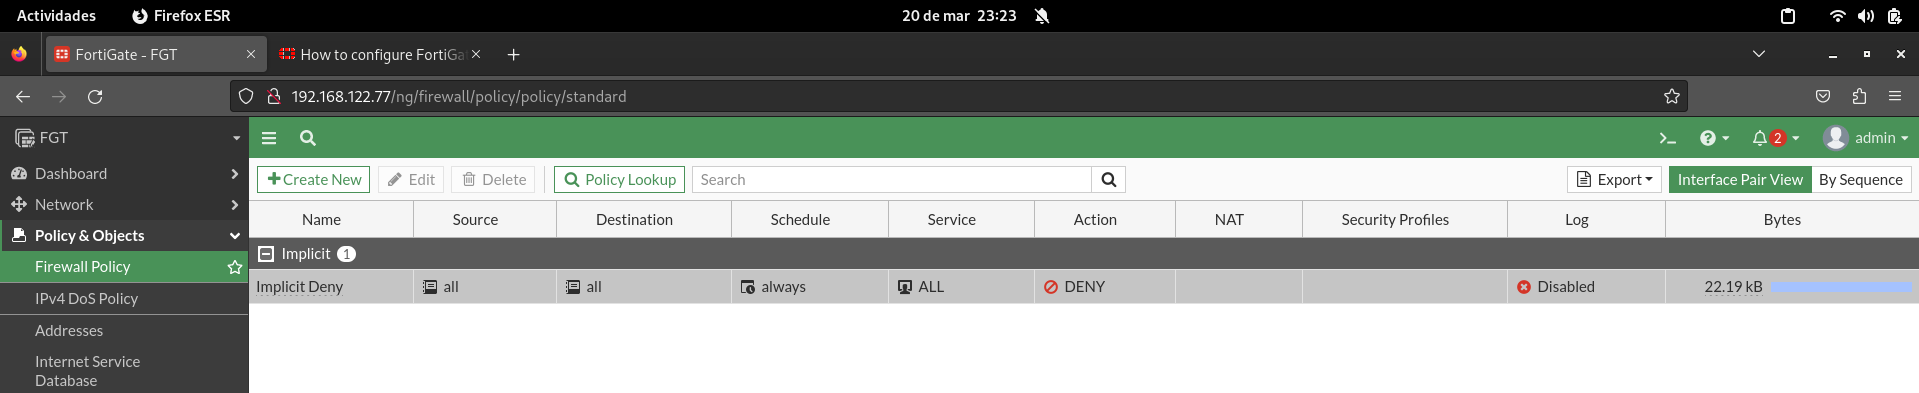 Actividades Firefox ESR 20 de mar 23:23
FortiGate - FGT How to configure FortiGa
192.168.122.77/ng/firewall/policy/policy/standard
FGT 2 admin
Dashboard
Network
Policy & Objects
Firewall Policy
IPv4 DoS Policy
Addresses
Internet Service
Database
Create New Edit Delete Policy Lookup Search Export Interface Pair View By Sequence
Name Source Destination Schedule Service Action NAT Security Profiles Log Bytes
Implicit 1
Implicit Deny all all always ALL DENY Disabled 22.19 kB